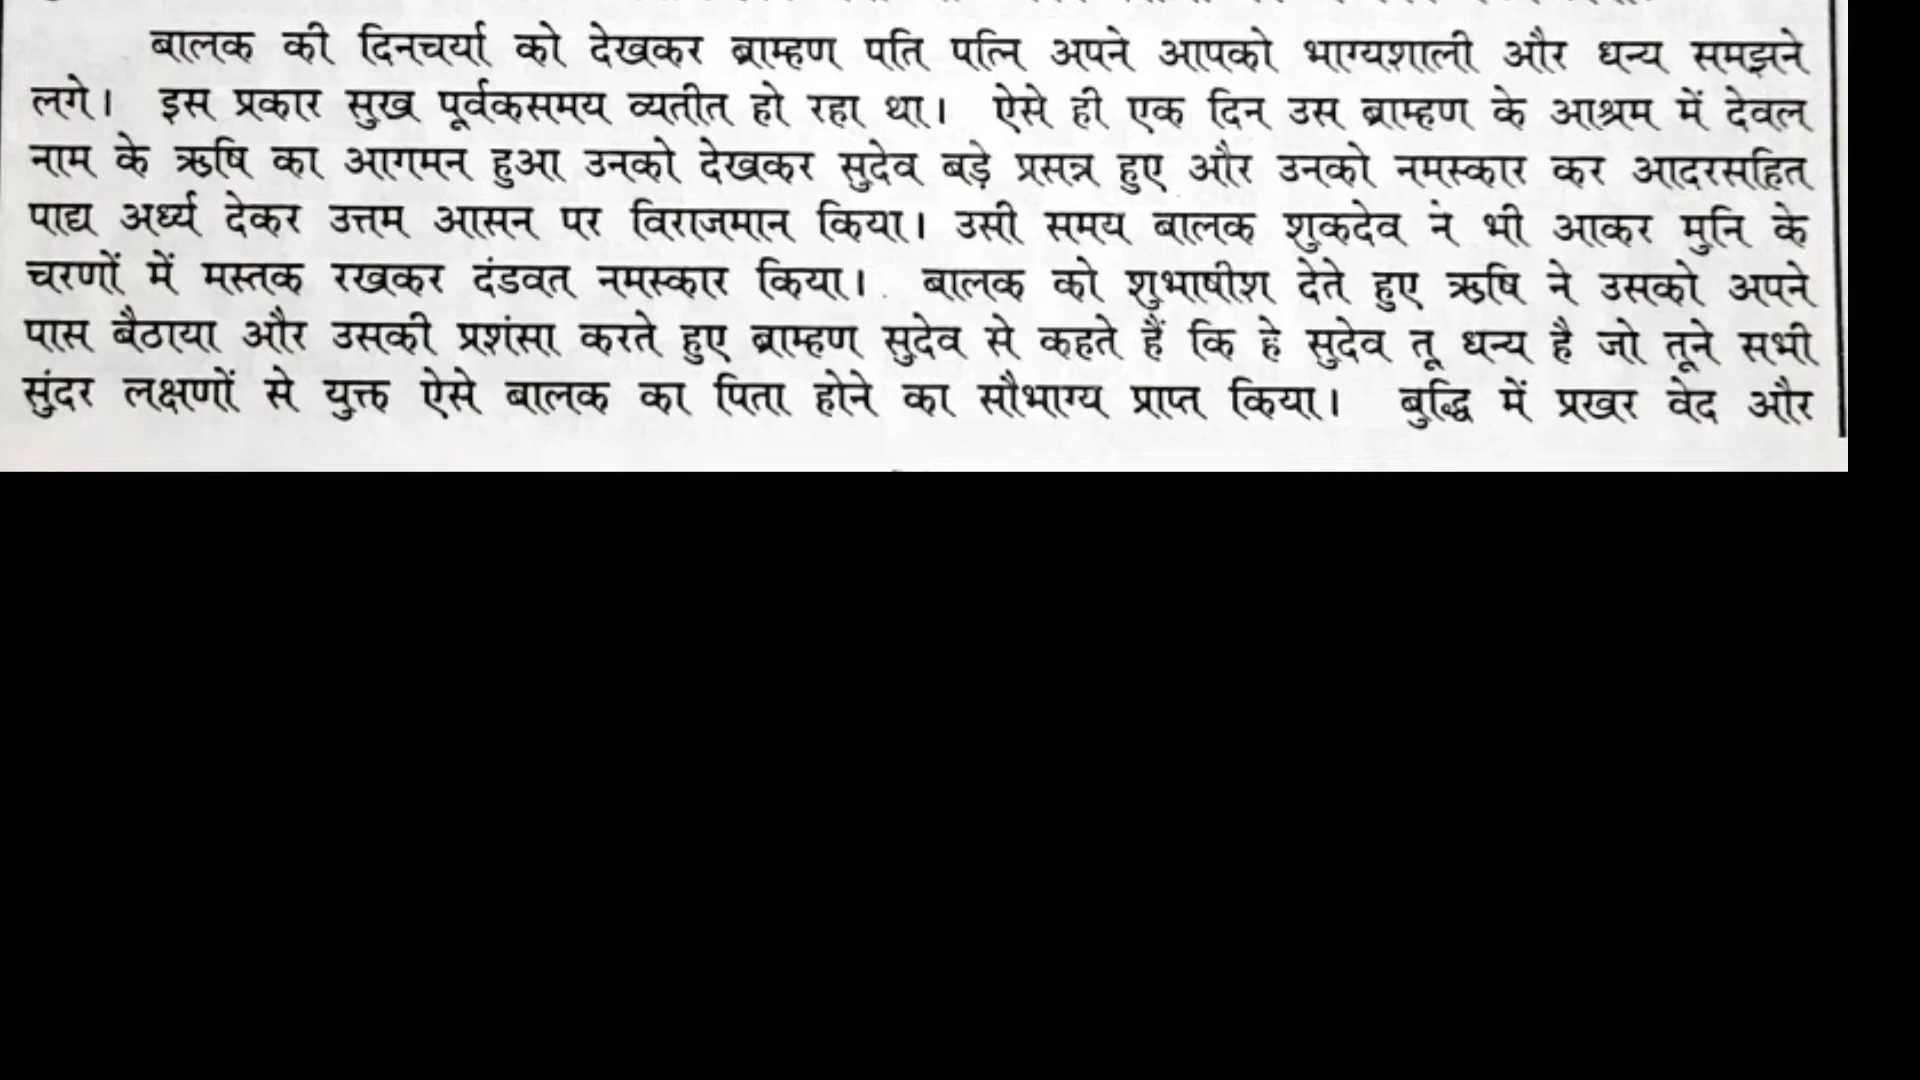 बालक की दिनचर्या को देखकर ब्राम्हण पति पत्नि अपने आपको भाग्यशाली और धन्य समझने
लगे। इस प्रकार सुख पूर्वकसमय व्यतीत हो रहा था। ऐसे ही एक दिन उस ब्राम्हण के आश्रम में देवल
नाम के ऋषि का आगमन हुआ उनको देखकर सुदेव बड़े प्रसन्न हुए और उनको नमस्कार कर आदरसहित
पाद्य अर्ध्य देकर उत्तम आसन पर विराजमान किया। उसी समय बालक शुकदेव ने भी आकर मुनि के
चरणों में मस्तक रखकर दंडवत नमस्कार किया। बालक को शुभाषीश देते हुए ऋषि ने उसको अपने
पास बैठाया और उसकी प्रशंसा करते हुए ब्राम्हण सुदेव से कहते हैं कि हे सुदेव तू धन्य है जो तूने सभी
सुंदर लक्षणों से युक्त ऐसे बालक का पिता होने का सौभाग्य प्राप्त किया। बुद्धि में प्रखर वेद और